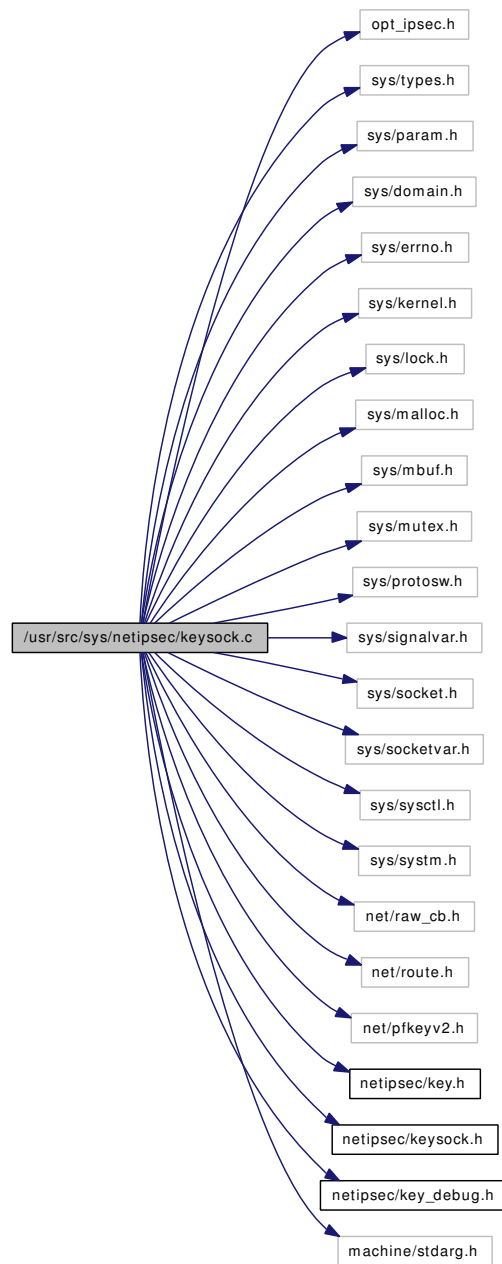 opt_ipsec.h
sys/types.h
sys/param.h
sys/domain.h
sys/errno.h
sys/kernel.h
sys/lock.h
sys/malloc.h
sys/mbuf.h
sys/mutex.h
sys/protosw.h
/usr/src/sys/netipsec/keysock.c
sys/signalvar.h
sys/socket.h
sys/socketvar.h
sys/sysctl.h
sys/systm.h
net/raw_cb.h
net/route.h
net/pfkeyv2.h
netipsec/key.h
netipsec/keysock.h
netipsec/key_debug.h
machine/stdarg.h